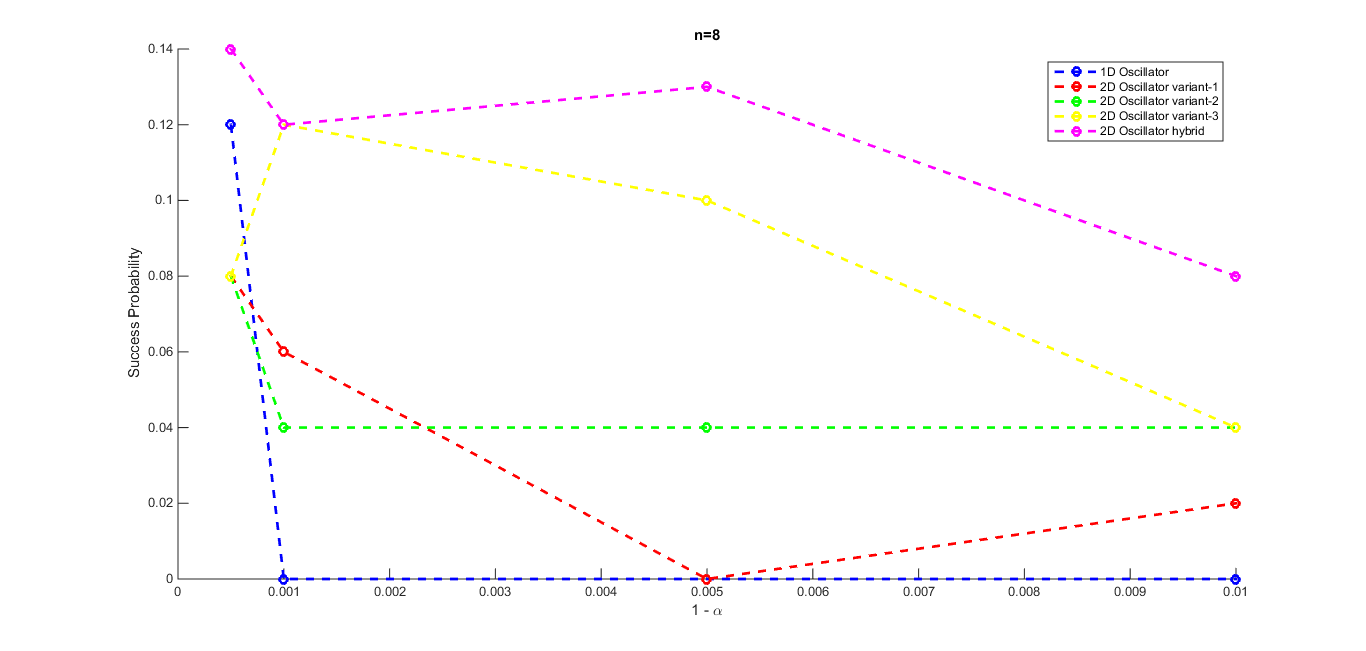 n=8
0.14
0.12
0.1
0.08
0.06
0.04
0.02
0
Success Probability
1D Oscillator
2D Oscillator variant-1
2D Oscillator variant-2
2D Oscillator variant-3
2D Oscillator hybrid
0 0.001 0.002 0.003 0.004 0.005 0.006 0.007 0.008 0.009 0.01
1 - α